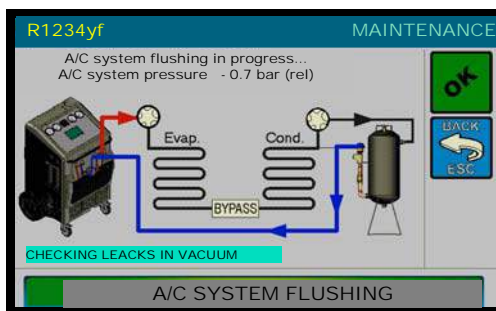 R1234yf MAINTENANCE
A/C system flushing in progress...
A/C system pressure - 0.7 bar (rel)
OK
BACK
ESC
Evap. Cond.
BYPASS
CHECKING LEACKS IN VACUUM
A/C SYSTEM FLUSHING